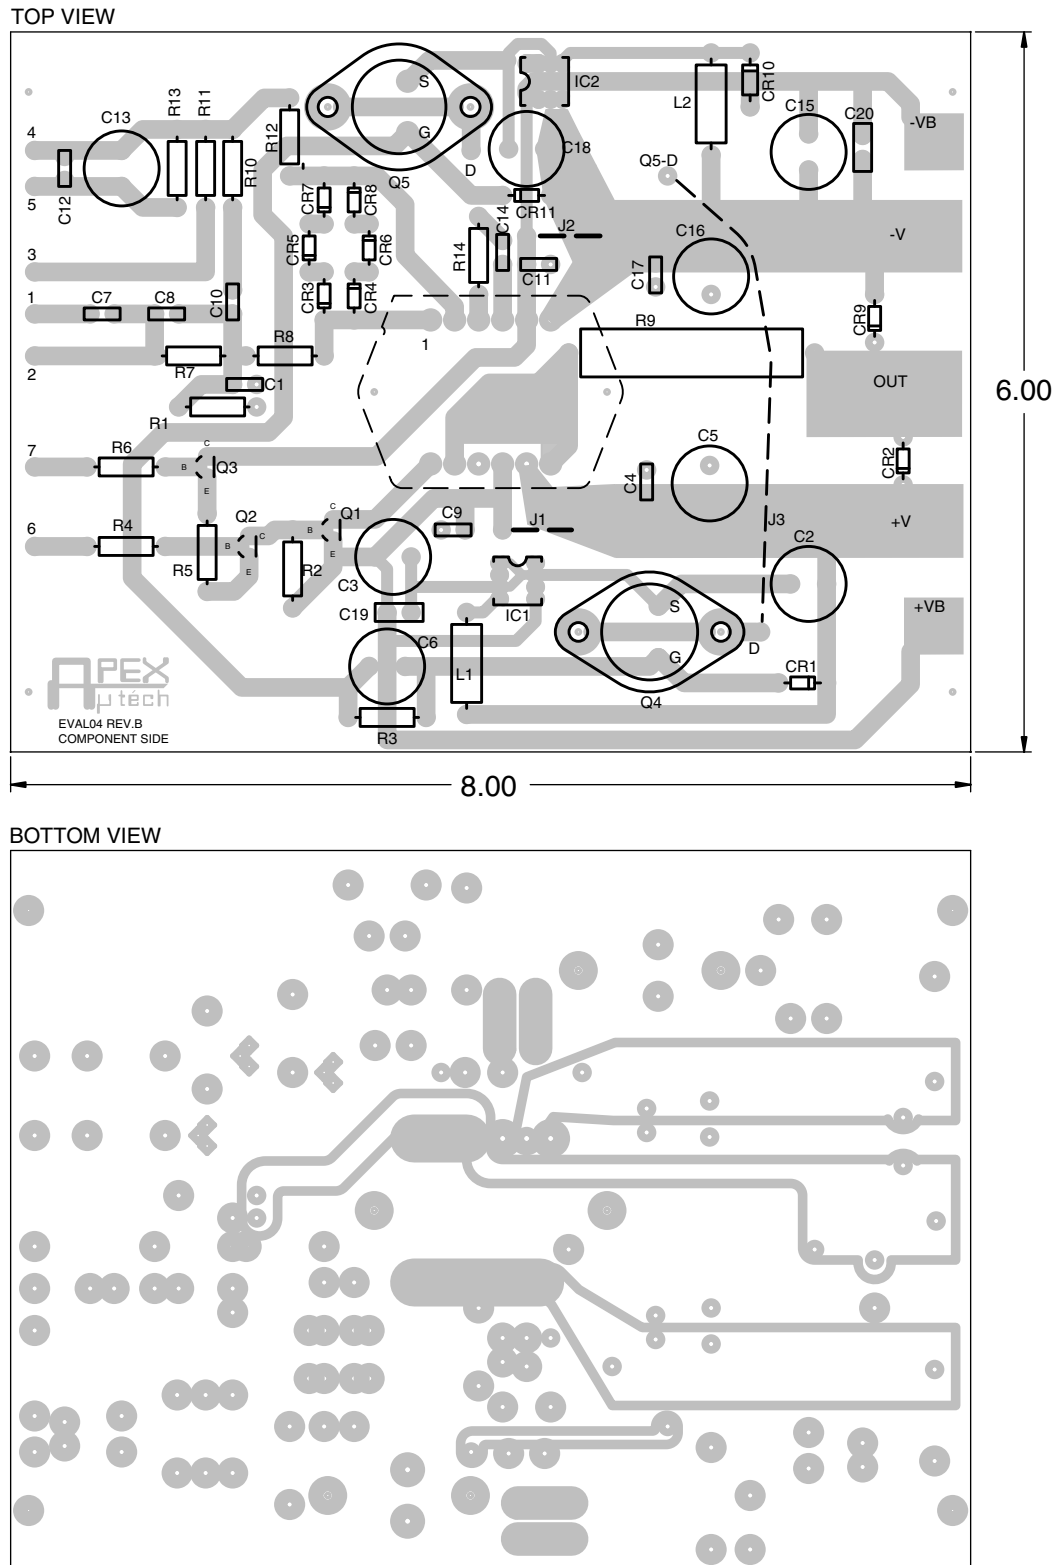 TOP VIEW
4
5
3
1
2
7
6
C13
C12
R13
R11
R10
R12
S
G
D
Q5
IC2
C18
CR11
L2
CR10
C15
C20
-VB
Q5-D
CR7
CR8
CR5
CR6
CR3
CR4
R14
C14
C11
J2
C16
C17
-V
C7
C8
C10
R7
R8
C1
R1
1
R9
CR9
OUT
6.00
R6
B
C
E
Q3
R4
R5
Q2
B
C
E
R2
Q1
B
C
E
C3
C9
J1
C4
C5
CR2
+V
J3
C2
IC1
C19
C6
L1
R3
S
G
D
Q4
CR1
+VB
APEX
µtéch
EVAL04 REV.B
COMPONENT SIDE
8.00
BOTTOM VIEW